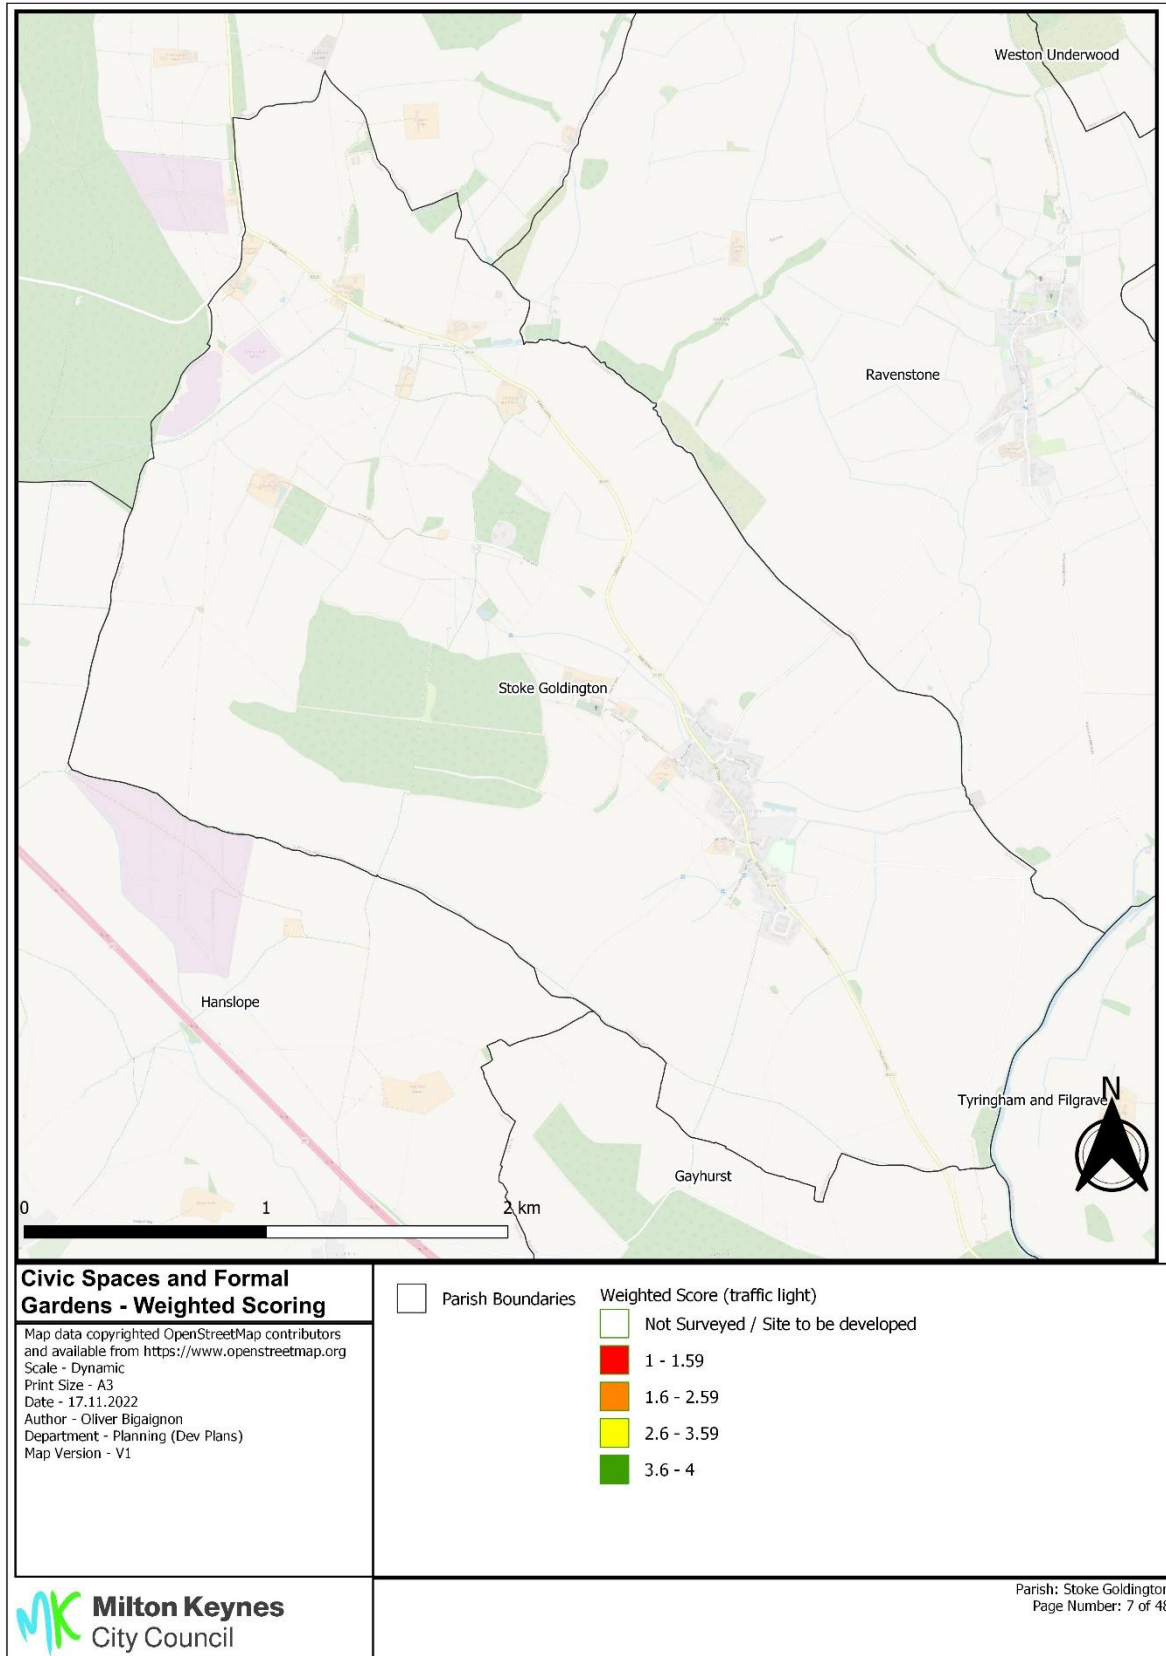 Weston Underwood
Ravenstone
Stoke Goldington
Hanslope
Tyringham and Filgrave
N
Gayhurst
0 1 2 km
Civic Spaces and Formal
Gardens - Weighted Scoring
Map data copyrighted OpenStreetMap contributors
and available from https://www.openstreetmap.org
Scale - Dynamic
Print Size - A3
Date - 17.11.2022
Author - Oliver Bigaignon
Department - Planning (Dev Plans)
Map Version - V1
Parish Boundaries
Weighted Score (traffic light)
Not Surveyed / Site to be developed
1 - 1.59
1.6 - 2.59
2.6 - 3.59
3.6 - 4
MK Milton Keynes
City Council
Parish: Stoke Goldington
Page Number: 7 of 48